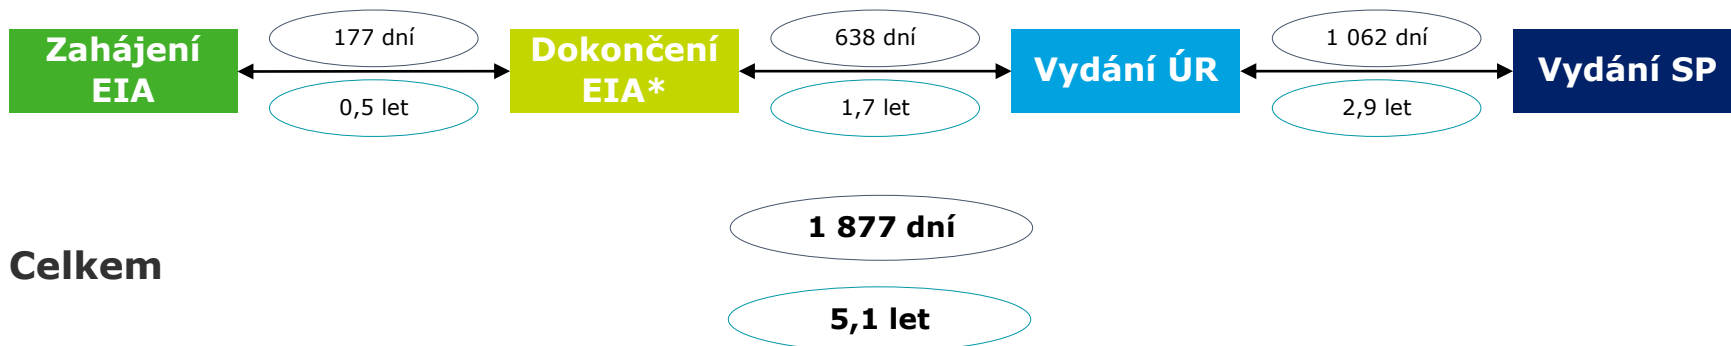 Zahájení
EIA
177 dní
0,5 let
Dokončení
EIA*
638 dní
1,7 let
Vydání ÚR
1 062 dní
2,9 let
Vydání SP
Celkem
1 877 dní
5,1 let